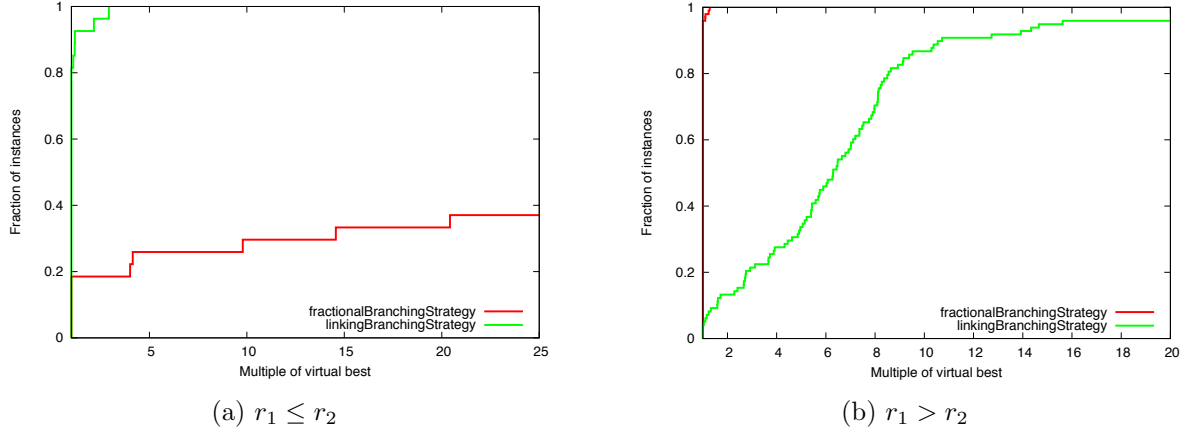 1
0.8
0.6
0.4
0.2
0
Fraction of instances
5 10 15 20 25
Multiple of virtual best
fractionalBranchingStrategy
linkingBranchingStrategy
(a) r₁ ≤ r₂
1
0.8
0.6
0.4
0.2
0
Fraction of instances
2 4 6 8 10 12 14 16 18 20
Multiple of virtual best
fractionalBranchingStrategy
linkingBranchingStrategy
(b) r₁ > r₂